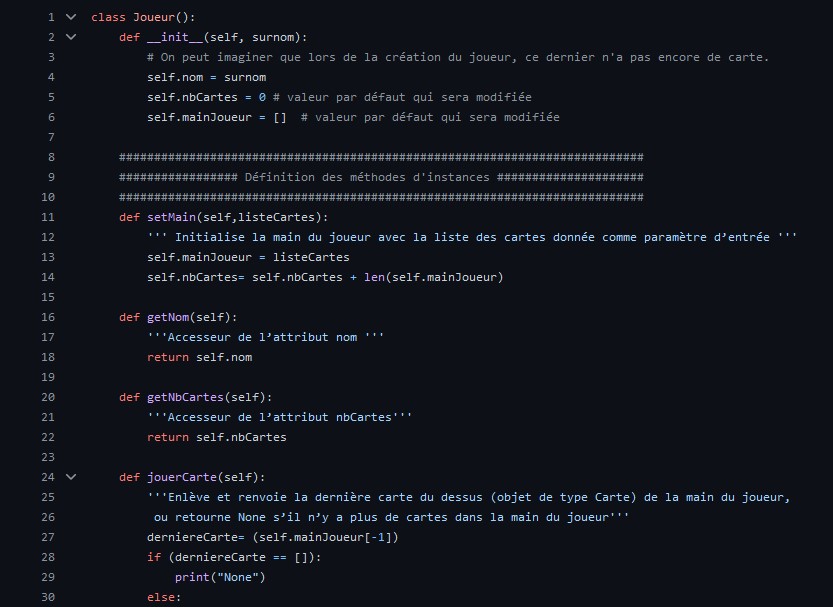 1 class Joueur():
2 def __init__(self, surnom):
3 # On peut imaginer que lors de la création du joueur, ce dernier n'a pas encore de carte.
4 self.nom = surnom
5 self.nbCartes = 0 # valeur par défaut qui sera modifiée
6 self.mainJoueur = []  # valeur par défaut qui sera modifiée
7
8 ###########################################################################
9 ################# Définition des méthodes d'instances #####################
10 ###########################################################################
11 def setMain(self,listeCartes):
12 ''' Initialise la main du joueur avec la liste des cartes donnée comme paramètre d’entrée '''
13 self.mainJoueur = listeCartes
14 self.nbCartes= self.nbCartes + len(self.mainJoueur)
15
16 def getNom(self):
17 '''Accesseur de l’attribut nom '''
18 return self.nom
19
20 def getNbCartes(self):
21 '''Accesseur de l’attribut nbCartes'''
22 return self.nbCartes
23
24 def jouerCarte(self):
25 '''Enlève et renvoie la dernière carte du dessus (objet de type Carte) de la main du joueur,
26 ou retourne None s’il n’y a plus de cartes dans la main du joueur'''
27 derniereCarte= (self.mainJoueur[-1])
28 if (derniereCarte == []):
29 print("None")
30 else: